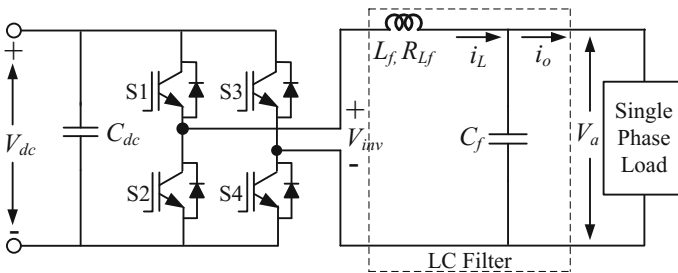 +
V_dc
-
C_dc
S1
S3
S2
S4
+
V_inv
-
L_f, R_Lf
i_L
i_o
C_f
V_a
Single
Phase
Load
LC Filter